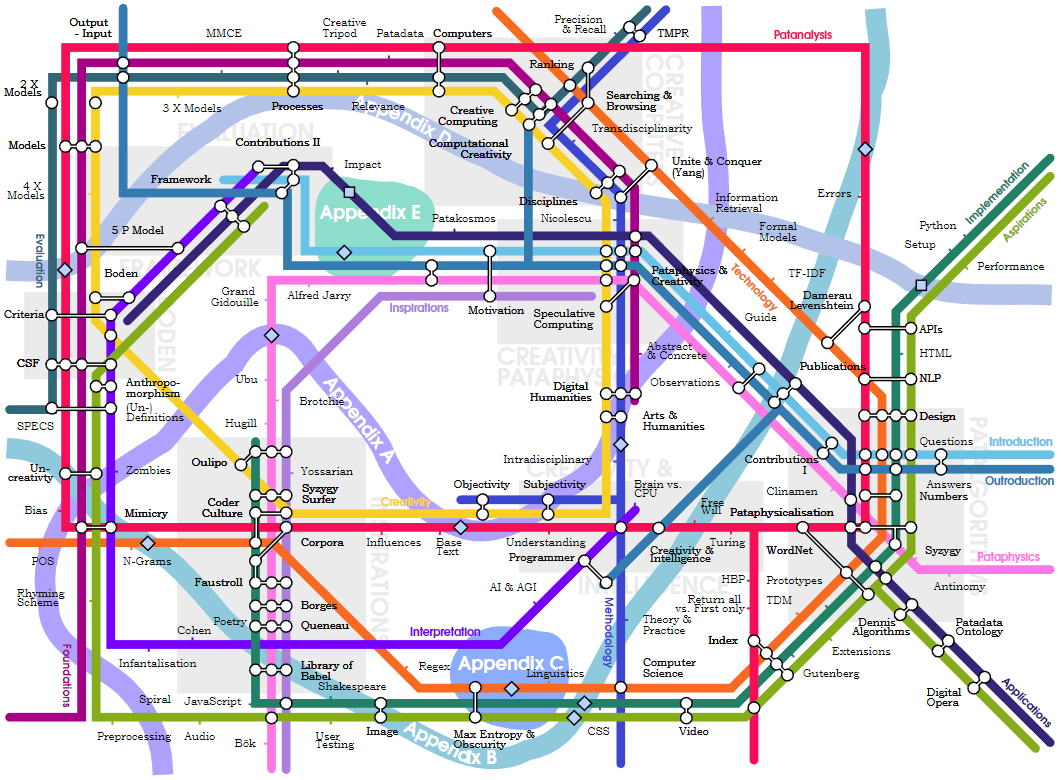 Output
- Input
MMCE
Creative
Tripod
Patadata
Computers
Precision
& Recall
TMPR
Patanalysis
2 X
Models
3 X Models
Processes
Relevance
Ranking
Searching &
Browsing
Creative
Computing
Transdisciplinarity
CREATIVE
COMPUTING
EVALUATION
Appendix D
Models
Contributions II
Computational
Creativity
Impact
Framework
Unite & Conquer
(Yang)
4 X
Models
Errors
Appendix E
Disciplines
Nicolescu
Information
Retrieval
Implementation
Aspirations
Patakosmos
Formal
Models
Python
Setup
5 P Model
Evaluation
Boden
FRAMEWORK
Pataphysics &
Creativity
Technology
TF-IDF
Performance
Grand
Gidouille
Alfred Jarry
Inspirations
Motivation
Speculative
Computing
Damerau
Levenshtein
Guide
Criteria
APIs
CREATIVITY
PATAPHYSICS
Abstract
& Concrete
HTML
CSF
Publications
Ubu
Anthropo-
morphism
(Un-)
Definitions
Observations
NLP
Digital
Humanities
Brotchie
SPECS
Hugill
Arts &
Humanities
Design
Appendix A
Questions
Introduction
Oulipo
Yossarian
Intradisciplinary
CREATIVITY &
Contributions
I
Un-
creativity
Zombies
Objectivity
Subjectivity
Brain vs.
CPU
Answers
Outroduction
Syzygy
Surfer
Clinamen
Numbers
Bias
Mimicry
Coder
Culture
Creativity
Free
Will
Pataphysicalisation
INSPIRATIONS
Corpora
Influences
Base
Text
Understanding
Turing
POS
N-Grams
Programmer
Creativity &
Intelligence
WordNet
Syzygy
Pataphysics
INTELLIGENCE
Faustroll
AI & AGI
HBP
Prototypes
Antinomy
Rhyming
Scheme
Borges
Return all
vs. First only
TDM
Methodology
Poetry
Queneau
Theory &
Practice
Cohen
Interpretation
Dennis
Algorithms
Patadata
Ontology
Index
Foundations
Infantalisation
Library of
Babel
Regex
Appendix C
Linguistics
Computer
Science
Extensions
Gutenberg
Shakespeare
Spiral
JavaScript
Digital
Opera
Applications
Preprocessing
Audio
Bök
User
Testing
Image
Max Entropy &
Obscurity
Appendix B
CSS
Video